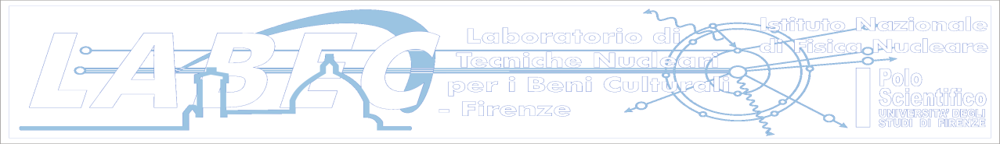 LABEC
Laboratorio di
Tecniche Nucleari
per i Beni Culturali
- Firenze
Istituto Nazionale
di Fisica Nucleare
Polo
Scientifico
UNIVERSITA' DEGLI
STUDI DI FIRENZE